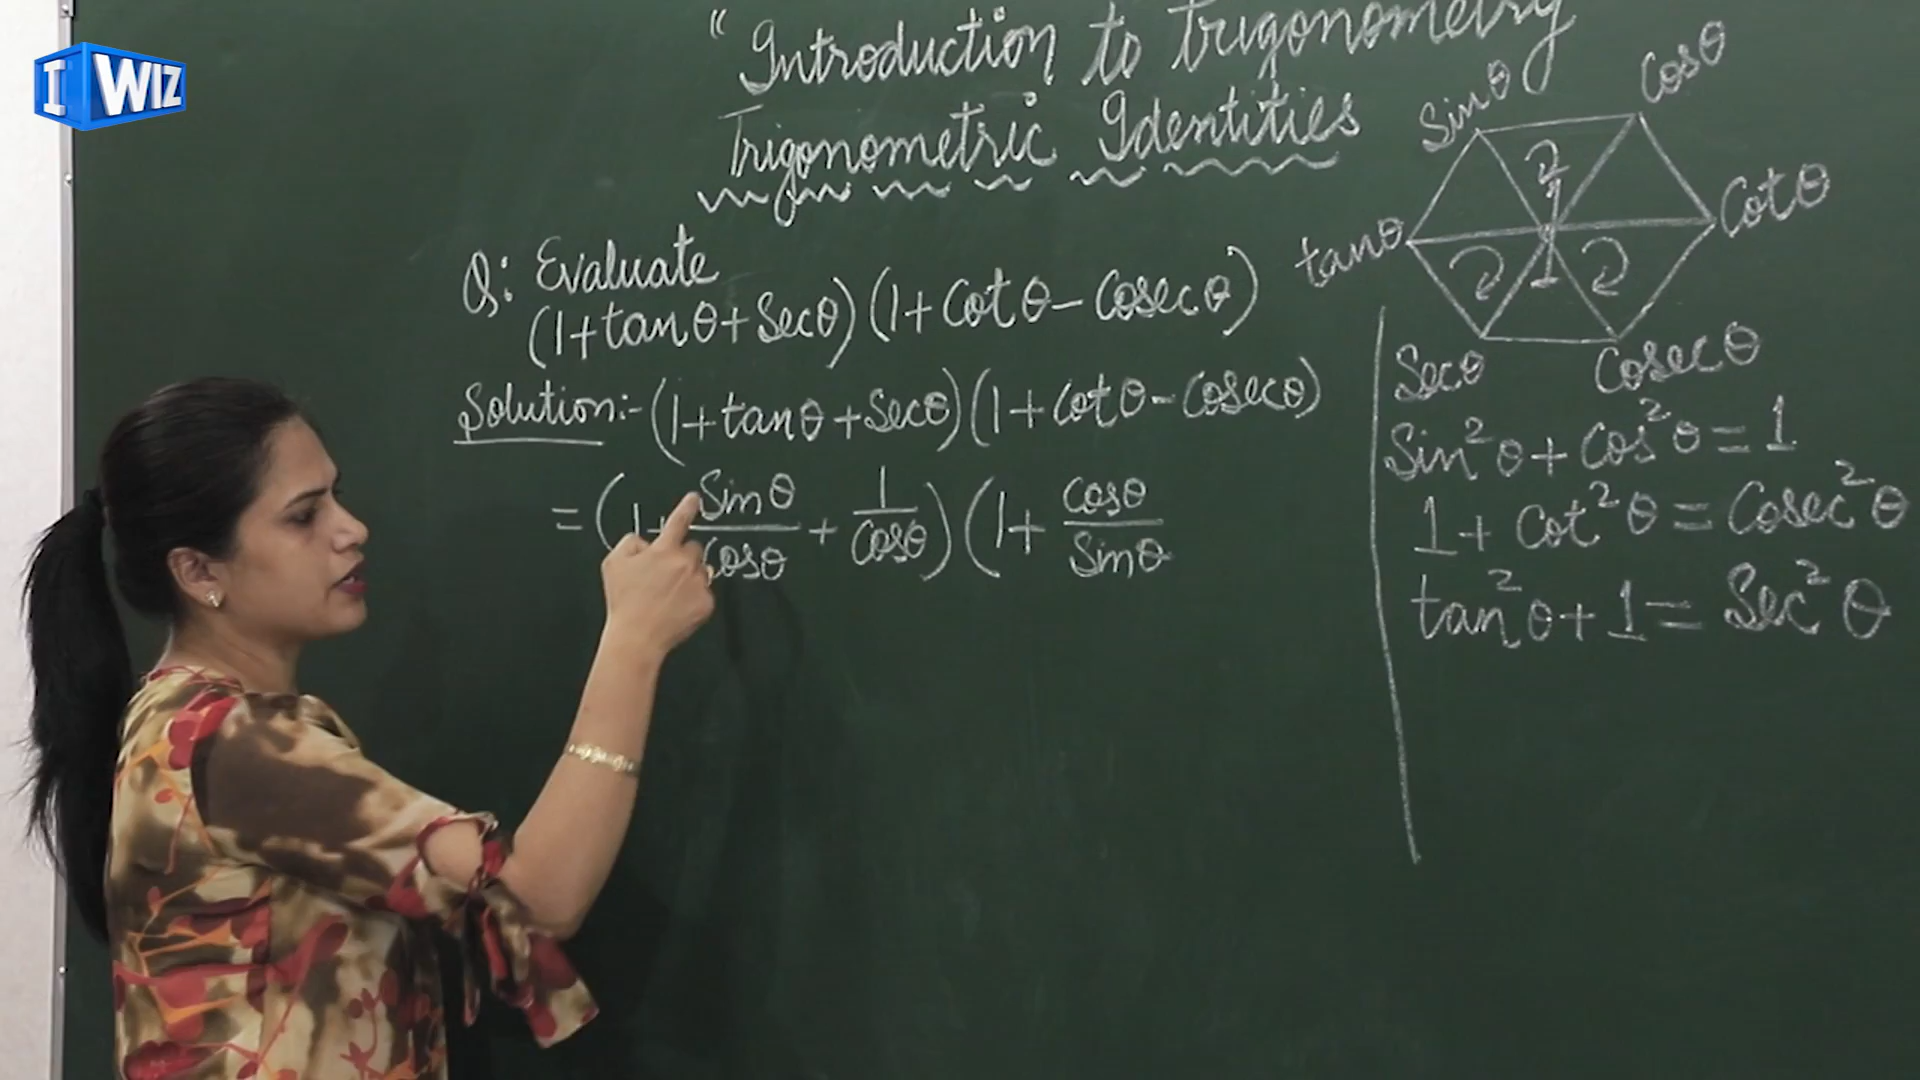 I WIZ
" Introduction to trigonometry
Trigonometric Identities
Q: Evaluate
(1+tanθ+Secθ)(1+Cotθ-Cosecθ)
Solution:- (1+tanθ+Secθ)(1+Cotθ-Cosecθ)
= (1+ Sinθ/Cosθ + 1/Cosθ) (1+ Cosθ/Sinθ
Sinθ
Cosθ
tanθ
1
Cotθ
Secθ
Cosecθ
Sin²θ+Cos²θ=1
1+Cot²θ=Cosec²θ
tan²θ+1=Sec²θ